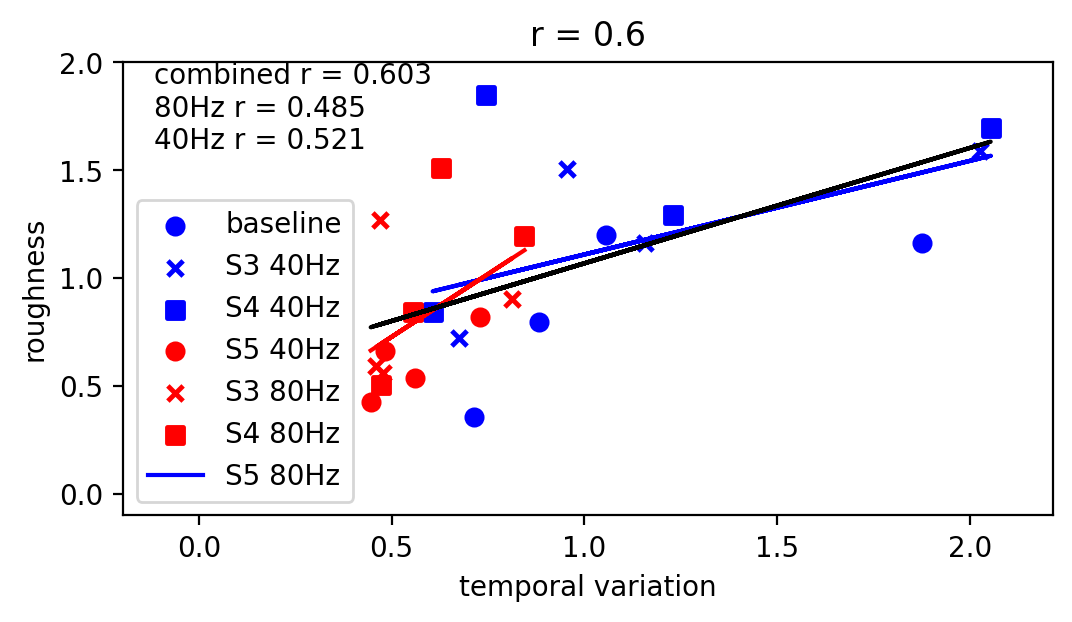 r = 0.6
combined r = 0.603
80Hz r = 0.485
40Hz r = 0.521
baseline
S3 40Hz
S4 40Hz
S5 40Hz
S3 80Hz
S4 80Hz
S5 80Hz
roughness
2.0
1.5
1.0
0.5
0.0
0.0 0.5 1.0 1.5 2.0
temporal variation